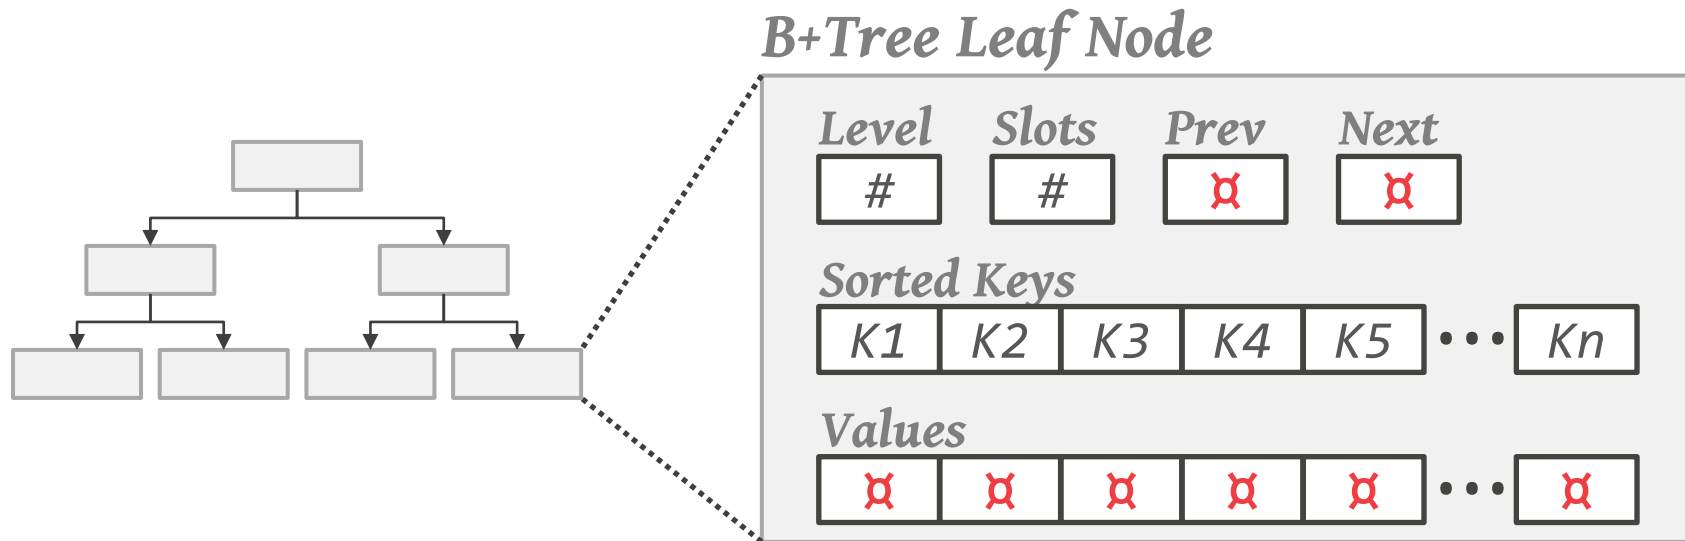 B+Tree Leaf Node
Level Slots Prev Next
# # ¤ ¤
Sorted Keys
K1 K2 K3 K4 K5 ••• Kn
Values
¤ ¤ ¤ ¤ ¤ ••• ¤